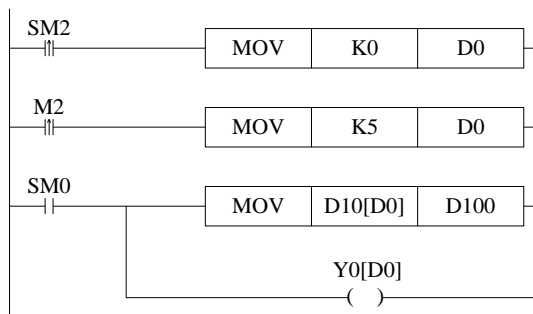 SM2
MOV K0 D0
M2
MOV K5 D0
SM0
MOV D10[D0] D100
Y0[D0]